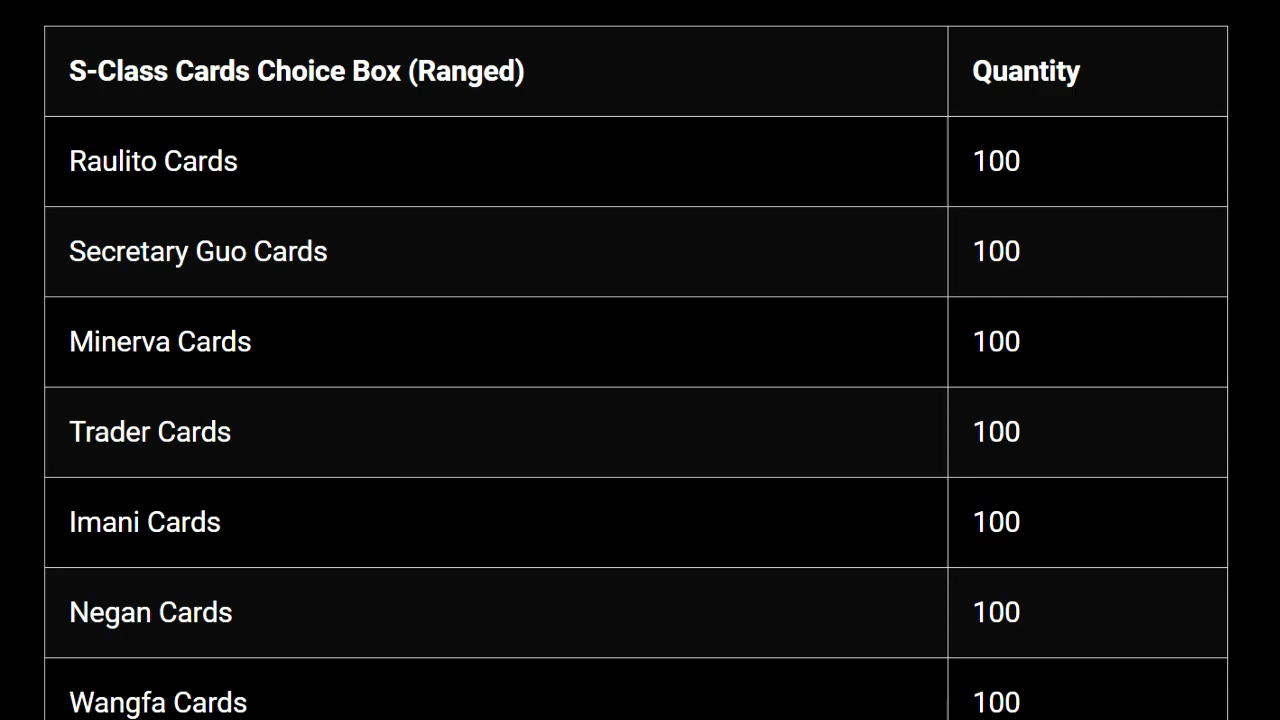 S-Class Cards Choice Box (Ranged) Quantity
Raulito Cards 100
Secretary Guo Cards 100
Minerva Cards 100
Trader Cards 100
Imani Cards 100
Negan Cards 100
Wangfa Cards 100